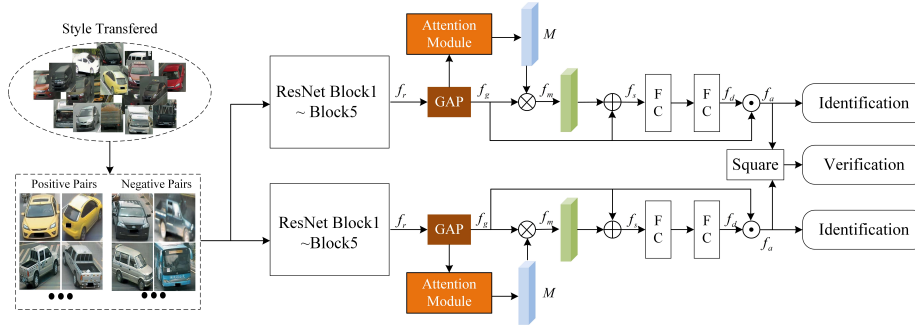 Style Transfered
Positive Pairs
Negative Pairs
ResNet Block1
~ Block5
f_r
GAP
f_g
Attention
Module
M
f_m
f_s
F
C
F
C
f_d
f_a
Identification
Square
Verification
ResNet Block1
~Block5
f_r
GAP
f_g
Attention
Module
M
f_m
f_s
F
C
F
C
f_d
f_a
Identification